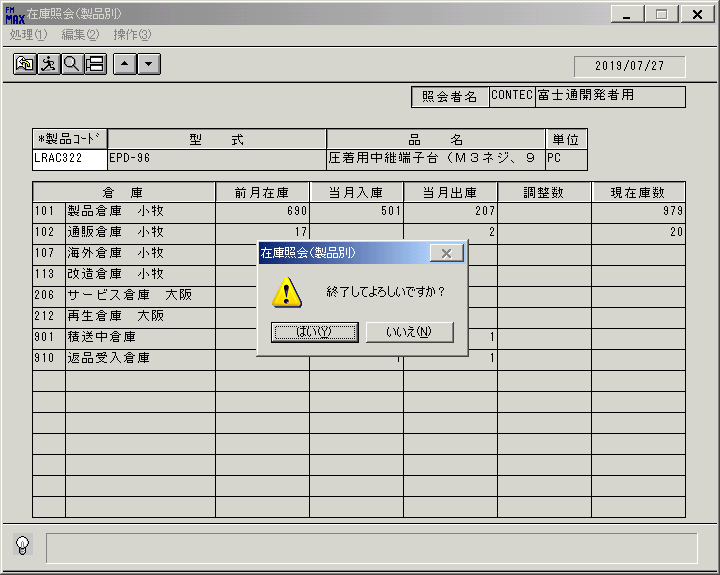 FM MAX 在庫照会(製品別)
処理(1) 編集(2) 操作(3)
2019/07/27
照会者名 CONTEC 富士通開発者用
*製品ｺｰﾄﾞ 型　式 品　名 単位
LRAC322 EPD-96 圧着用中継端子台（Ｍ３ネジ、９ PC
倉　庫 前月在庫 当月入庫 当月出庫 調整数 現在庫数
101 製品倉庫　小牧 690 501 207 979
102 通販倉庫　小牧 17 2 20
107 海外倉庫　小牧
113 改造倉庫　小牧
206 サービス倉庫　大阪
212 再生倉庫　大阪
901 積送中倉庫 1
910 返品受入倉庫 1
在庫照会(製品別)
終了してよろしいですか？
はい(Y) いいえ(N)